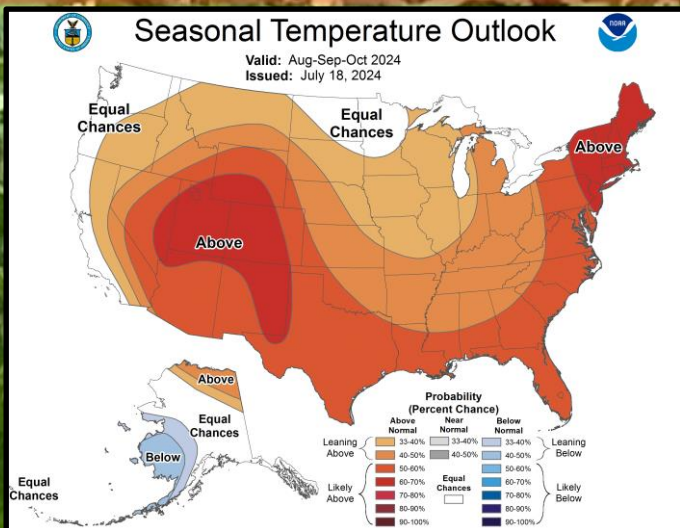 Seasonal Temperature Outlook
Valid: Aug-Sep-Oct 2024
Issued: July 18, 2024
NOAA
Equal
Chances
Equal
Chances
Above
Above
Above
Equal
Chances
Below
Equal
Chances
Probability
(Percent Chance)
Above Normal
Near Normal
Below Normal
Leaning Above
33-40%
40-50%
33-40%
40-50%
33-40%
40-50%
Leaning Below
Likely Above
50-60%
60-70%
70-80%
80-90%
90-100%
Equal Chances
50-60%
60-70%
70-80%
80-90%
90-100%
Likely Below